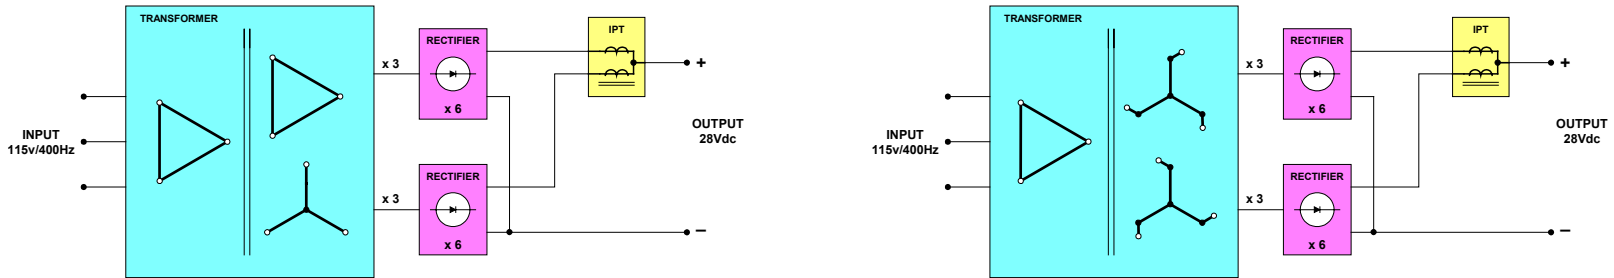 TRANSFORMER
RECTIFIER
IPT
x 3
x 6
+
INPUT
115v/400Hz
OUTPUT
28Vdc
x 3
RECTIFIER
x 6
–
TRANSFORMER
RECTIFIER
IPT
x 3
x 6
+
INPUT
115v/400Hz
OUTPUT
28Vdc
x 3
RECTIFIER
x 6
–